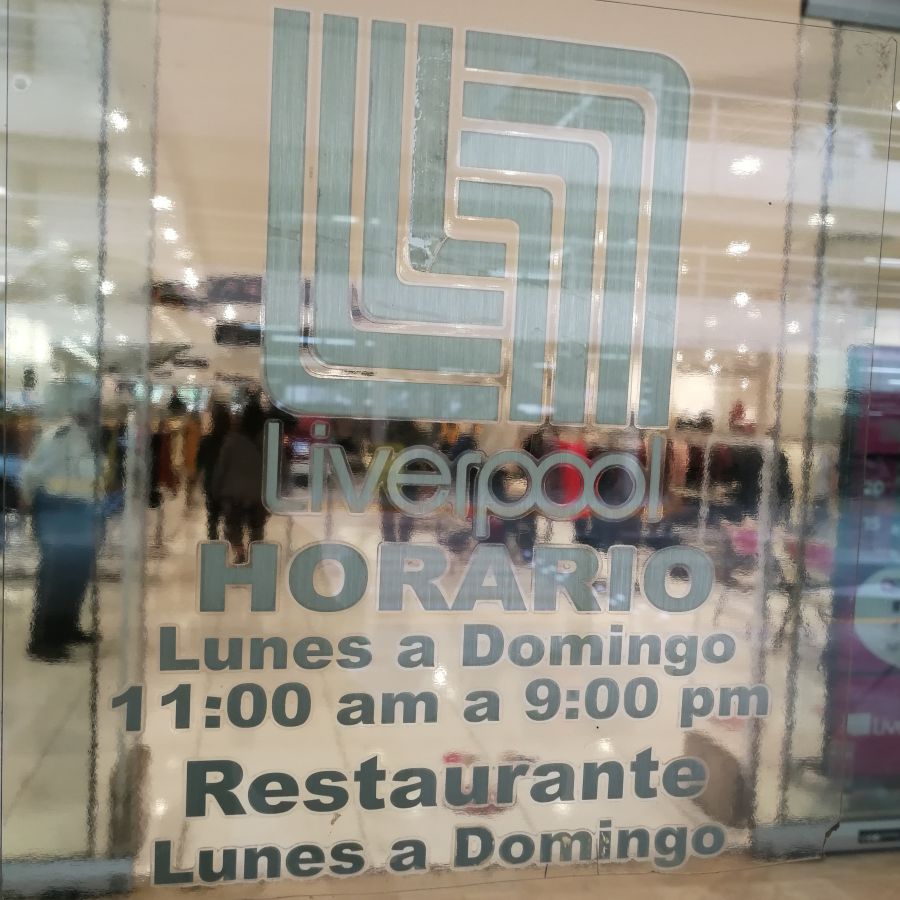 Liverpool
HORARIO
Lunes a Domingo
11:00 am a 9:00 pm
Restaurante
Lunes a Domingo